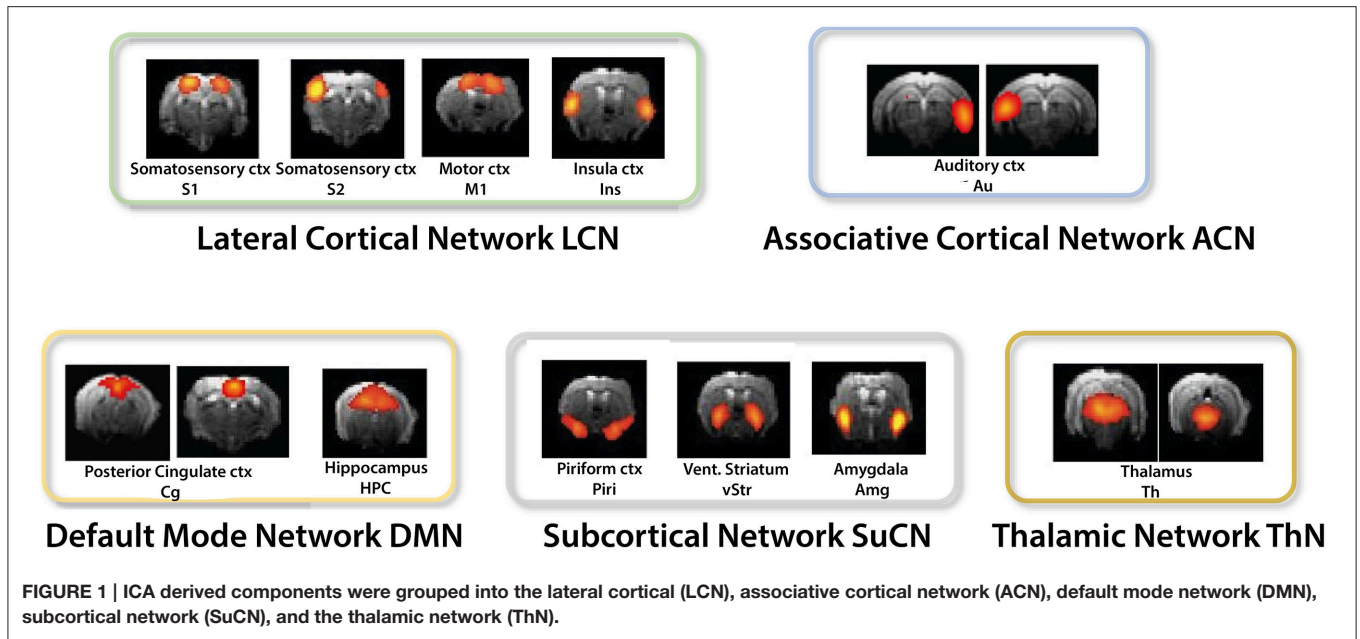 Somatosensory ctx Somatosensory ctx Motor ctx Insula ctx
S1 S2 M1 Ins
Lateral Cortical Network LCN
Auditory ctx
Au
Associative Cortical Network ACN
Posterior Cingulate ctx Hippocampus
Cg HPC
Default Mode Network DMN
Piriform ctx Vent. Striatum Amygdala
Piri vStr Amg
Subcortical Network SuCN
Thalamus
Th
Thalamic Network ThN
FIGURE 1 | ICA derived components were grouped into the lateral cortical (LCN), associative cortical network (ACN), default mode network (DMN),
subcortical network (SuCN), and the thalamic network (ThN).